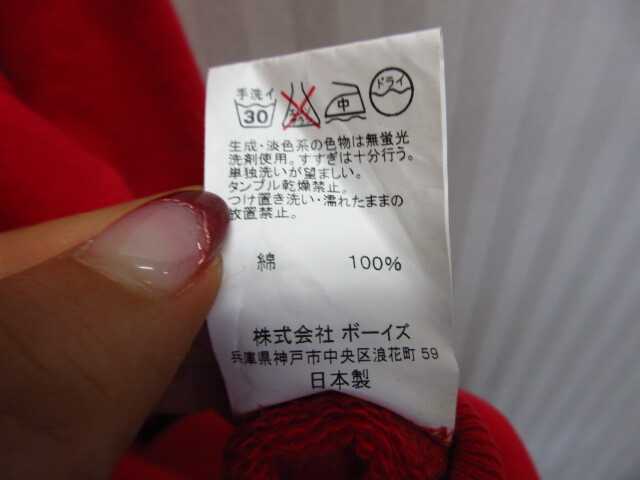 手洗イ
30
中
ドライ
生成・淡色系の色物は無蛍光
洗剤使用。すすぎは十分行う。
単独洗いが望ましい。
タンブル乾燥禁止。
つけ置き洗い・濡れたままの
放置禁止。
綿 100%
株式会社 ボーイズ
兵庫県神戸市中央区浪花町59
日本製